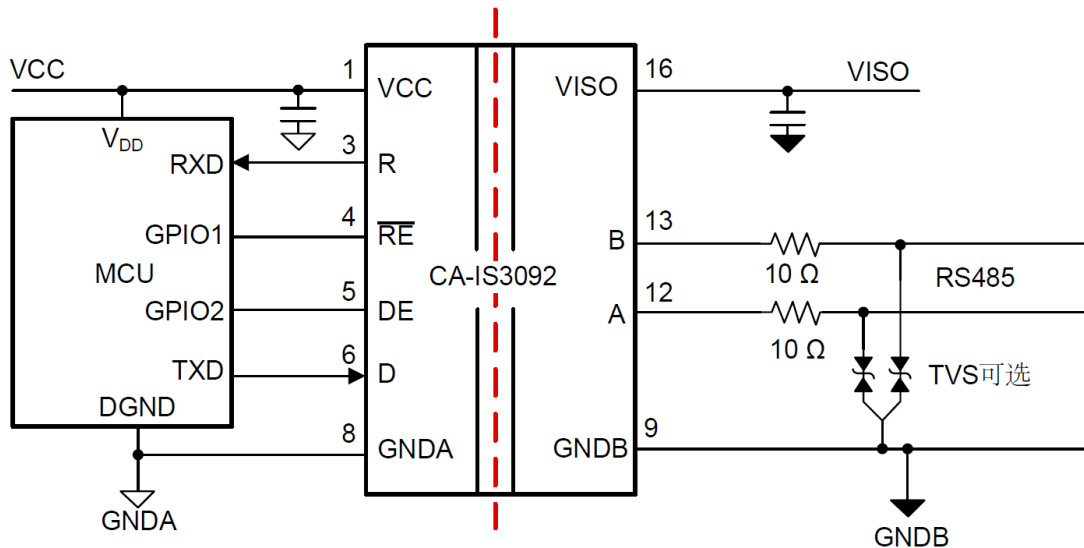 VCC 1 16 VISO
VCC VISO
VDD
RXD 3 R
GPIO1 4 RE B 13
10 Ω RS485
MCU CA-IS3092
GPIO2 5 DE A 12
10 Ω
TXD 6 D TVS可选
DGND
8 GNDA GNDB 9
GNDA GNDB